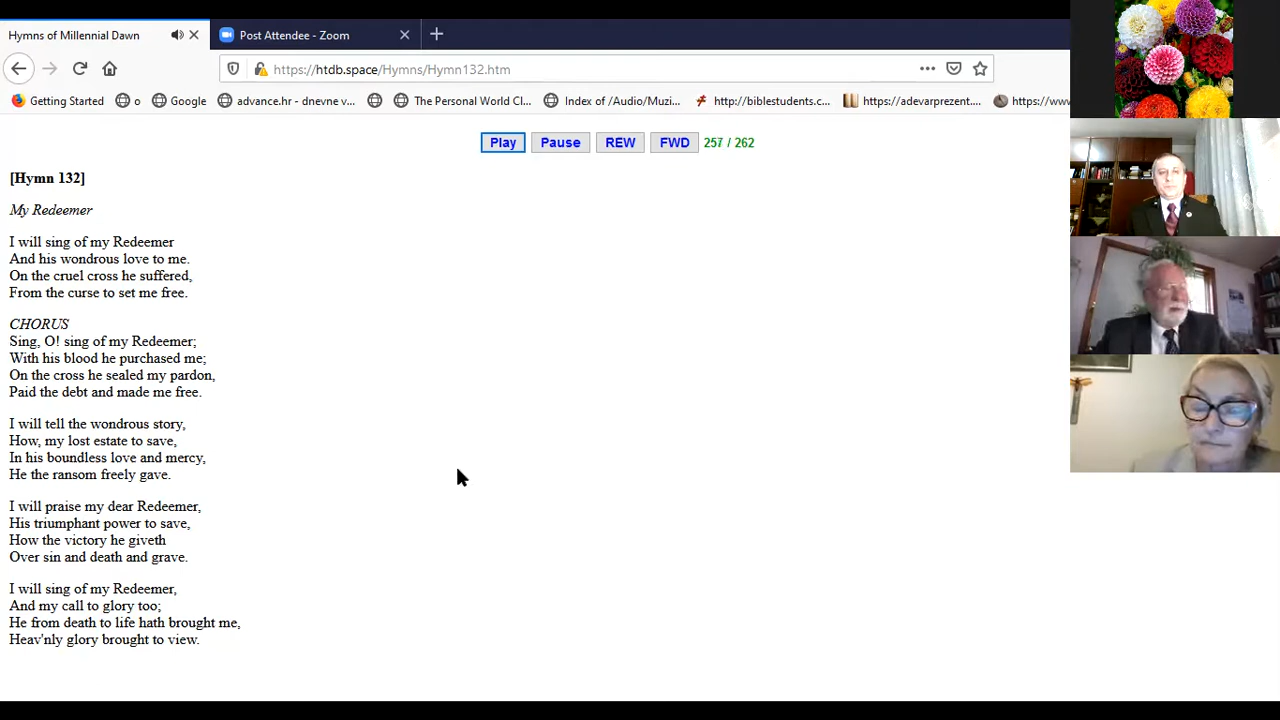 Hymns of Millennial Dawn
Post Attendee - Zoom
https://htdb.space/Hymns/Hymn132.htm
Getting Started
o
Google
advance.hr - dnevne v...
The Personal World Cl...
Index of /Audio/Muzi...
http://biblestudents.c...
https://adevarprezent....
https://www
Play
Pause
REW
FWD
257 / 262
[Hymn 132]
My Redeemer
I will sing of my Redeemer
And his wondrous love to me.
On the cruel cross he suffered,
From the curse to set me free.
CHORUS
Sing, O! sing of my Redeemer;
With his blood he purchased me;
On the cross he sealed my pardon,
Paid the debt and made me free.
I will tell the wondrous story,
How, my lost estate to save,
In his boundless love and mercy,
He the ransom freely gave.
I will praise my dear Redeemer,
His triumphant power to save,
How the victory he giveth
Over sin and death and grave.
I will sing of my Redeemer,
And my call to glory too;
He from death to life hath brought me,
Heav'nly glory brought to view.